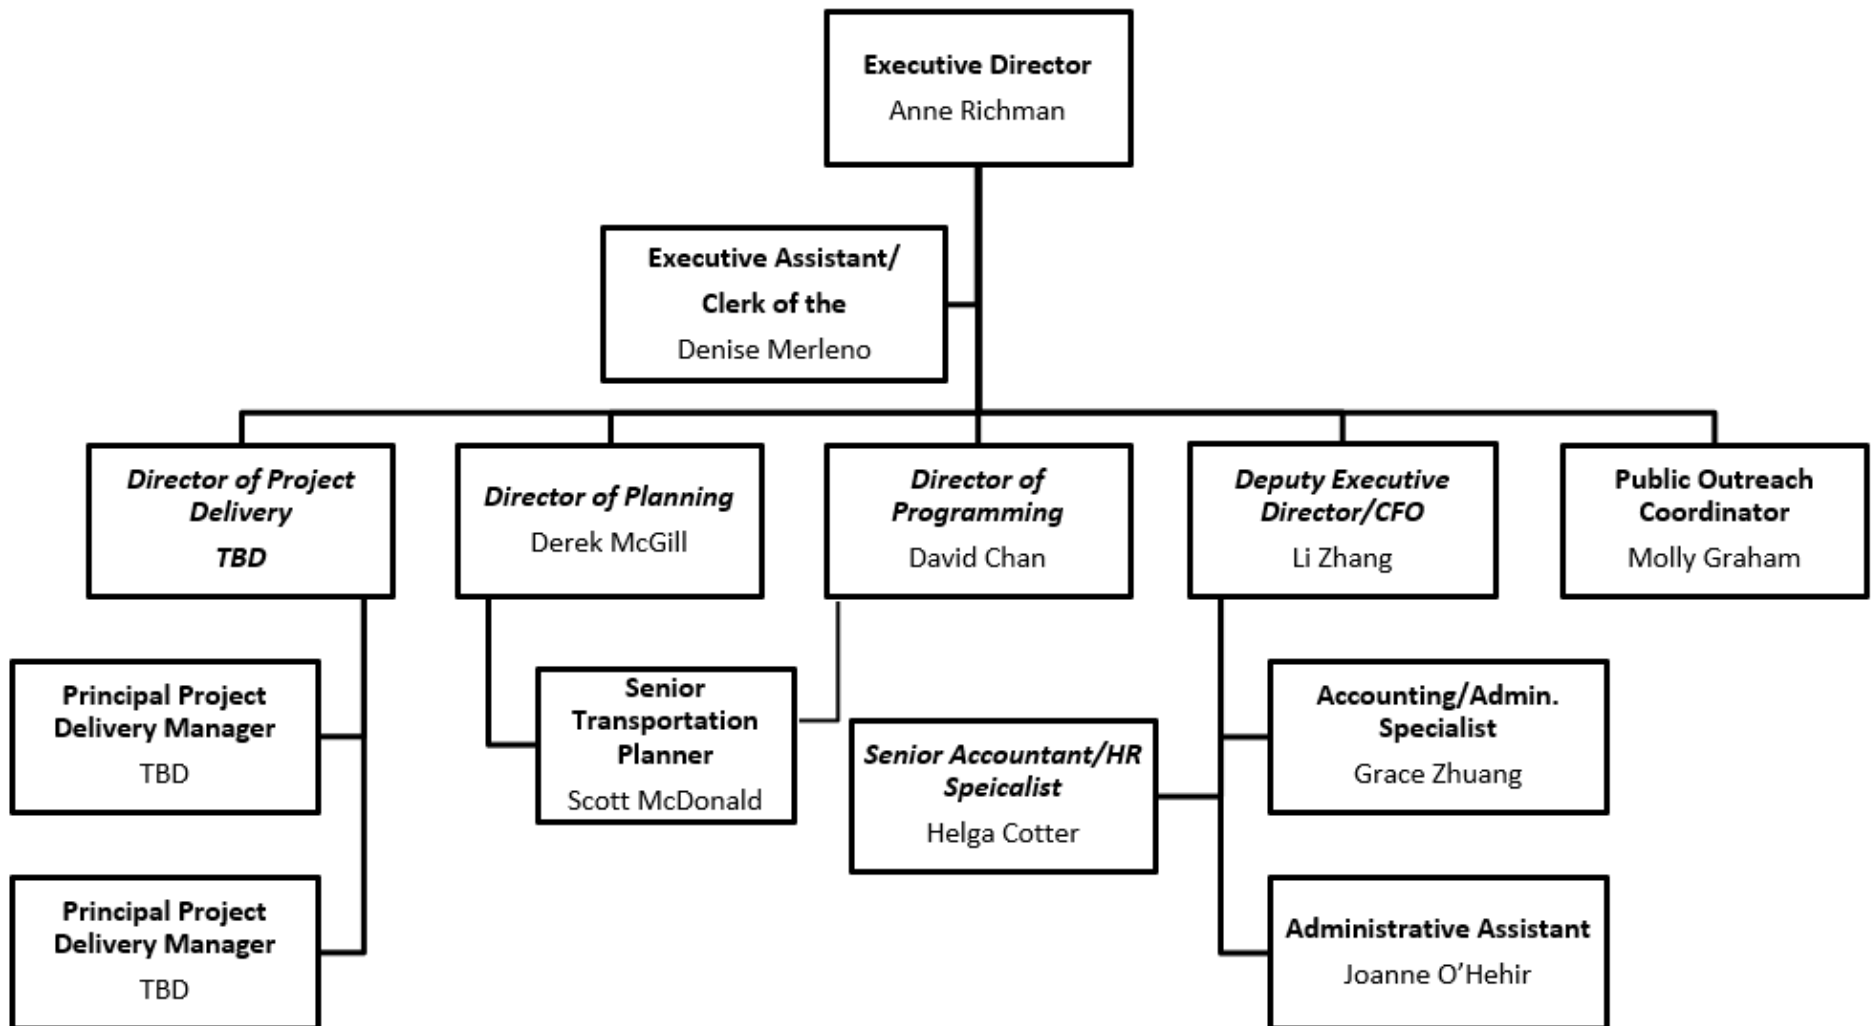 Executive Director
Anne Richman
Executive Assistant/
Clerk of the
Denise Merleno
Director of Project
Delivery
TBD
Director of Planning
Derek McGill
Director of
Programming
David Chan
Deputy Executive
Director/CFO
Li Zhang
Public Outreach
Coordinator
Molly Graham
Principal Project
Delivery Manager
TBD
Senior
Transportation
Planner
Scott McDonald
Senior Accountant/HR
Speicalist
Helga Cotter
Accounting/Admin.
Specialist
Grace Zhuang
Principal Project
Delivery Manager
TBD
Administrative Assistant
Joanne O’Hehir